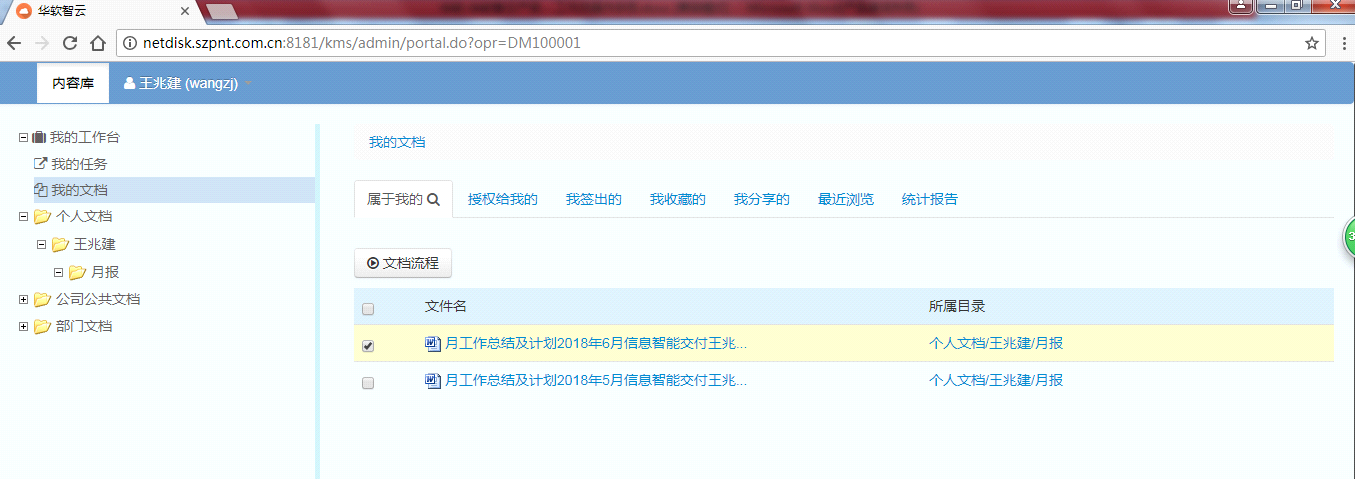 华软智云
netdisk.szpnt.com.cn:8181/kms/admin/portal.do?opr=DM100001
内容库 王兆建 (wangzj)
我的工作台
我的任务
我的文档
个人文档
王兆建
月报
公司公共文档
部门文档
我的文档
属于我的 授权给我的 我签出的 我收藏的 我分享的 最近浏览 统计报告
文档流程
文件名 所属目录
月工作总结及计划2018年6月信息智能交付王兆... 个人文档/王兆建/月报
月工作总结及计划2018年5月信息智能交付王兆... 个人文档/王兆建/月报